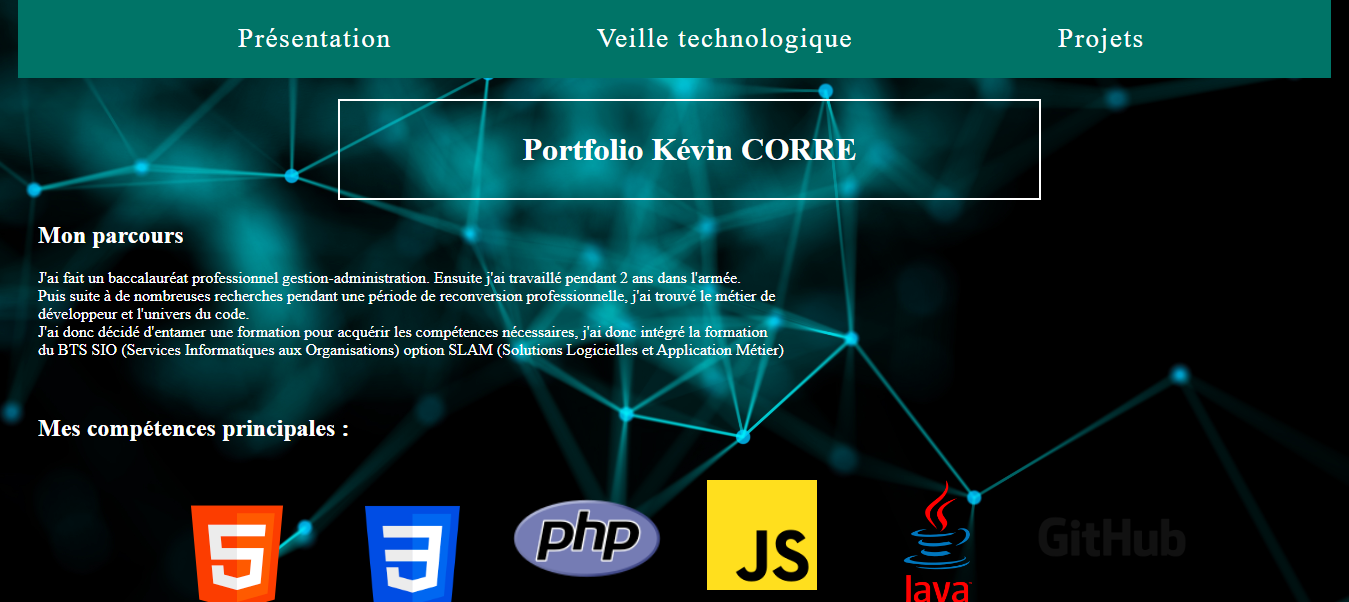 Présentation Veille technologique Projets
Portfolio Kévin CORRE
Mon parcours
J'ai fait un baccalauréat professionnel gestion-administration. Ensuite j'ai travaillé pendant 2 ans dans l'armée.
Puis suite à de nombreuses recherches pendant une période de reconversion professionnelle, j'ai trouvé le métier de
développeur et l'univers du code.
J'ai donc décidé d'entamer une formation pour acquérir les compétences nécessaires, j'ai donc intégré la formation
du BTS SIO (Services Informatiques aux Organisations) option SLAM (Solutions Logicielles et Application Métier)
Mes compétences principales :
5 3 php JS Java GitHub